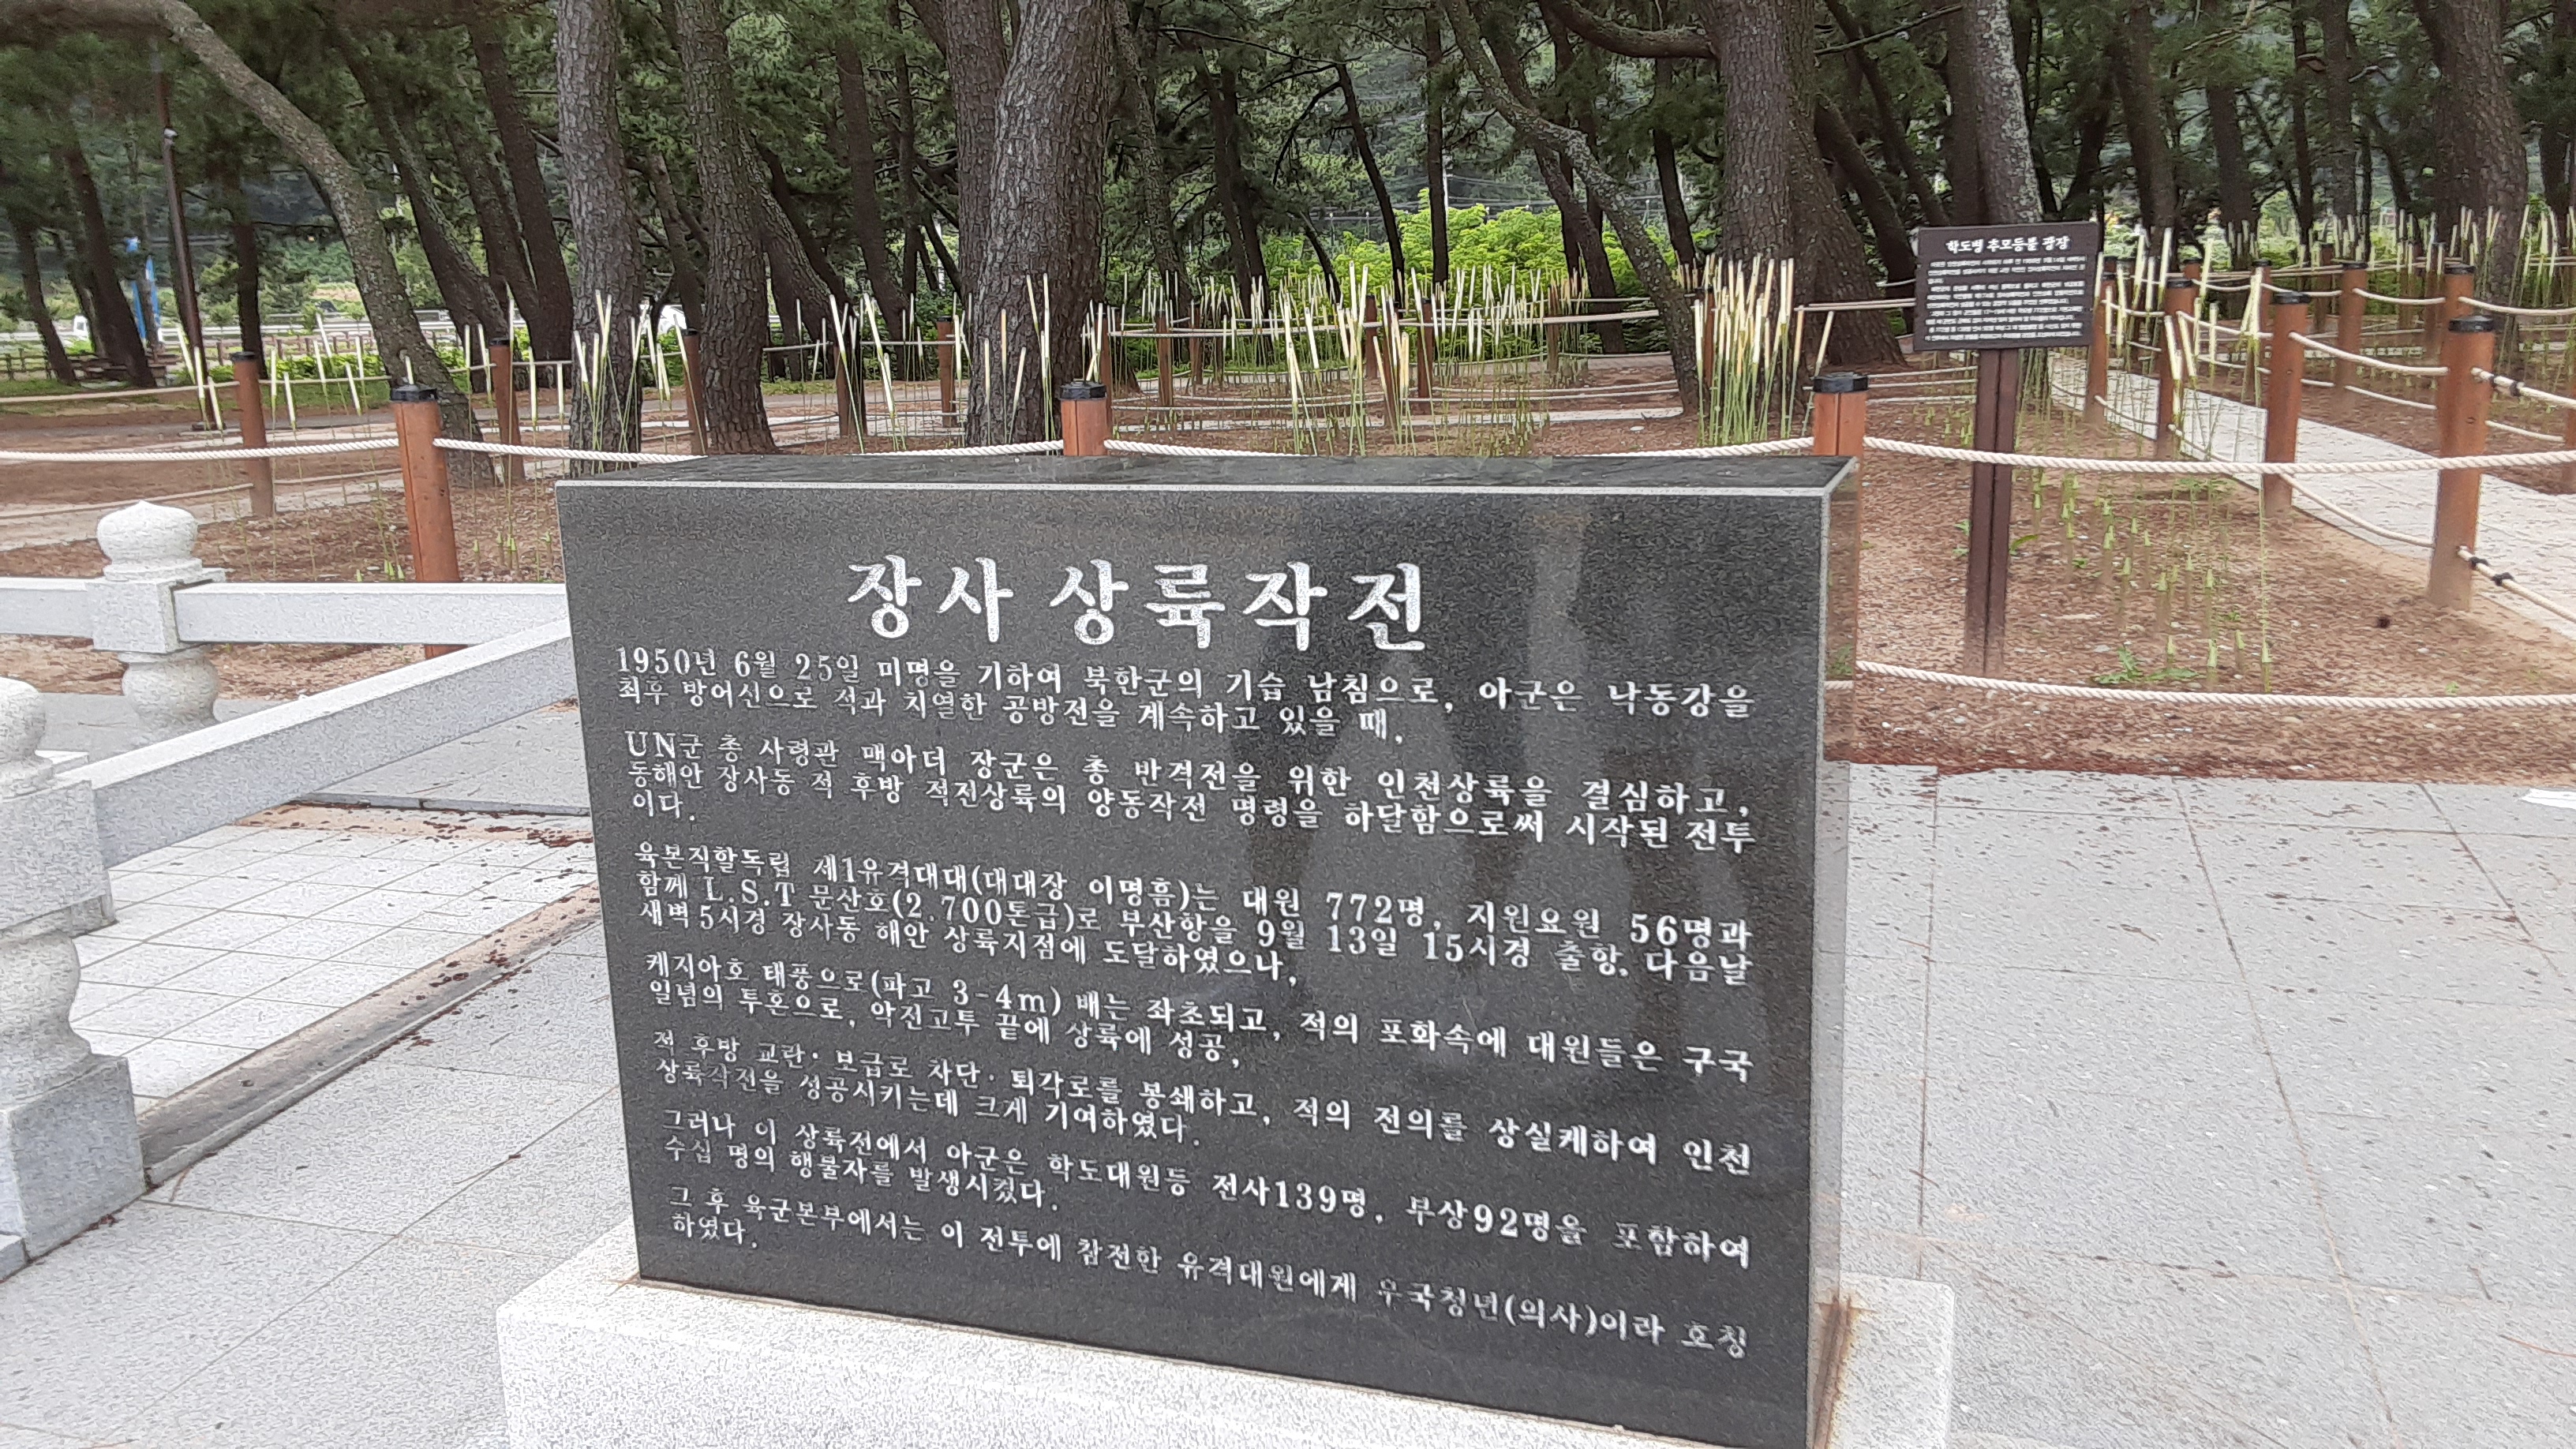 학도병 추모등불 광장
장사 상륙작전
1950년 6월 25일 미명을 기하여 북한군의 기습 남침으로, 아군은 낙동강을
최후 방어선으로 석과 치열한 공방전을 계속하고 있을 때,
UN군 총 사령관 맥아더 장군은 총 반격전을 위한 인천상륙을 결심하고,
동해안 장사동 적 후방 적전상륙의 양동작전 명령을 하달함으로써 시작된 전투
이다.
육본직할독립 제1유격대대(대대장 이명흠)는 대원 772명, 지원요원 56명과
함께 L.S.T 문산호(2.700톤급)로 부산항을 9월 13일 15시경 출항. 다음날
새벽5시경 장사동 해안 상륙지점에 도달하였으나,
케지아호 태풍으로(파고 3-4m) 배는 좌초되고, 적의 포화속에 대원들은 구국
일념의 투혼으로, 악전고투 끝에 상륙에 성공,
적 후방 교란·보급로 차단·퇴각로를 봉쇄하고, 적의 전의를 상실케하여 인천
상륙작전을 성공시키는데 크게 기여하였다.
그러나 이 상륙전에서 아군은 학도대원등 전사139명, 부상92명을 포함하여
수십 명의 행불자를 발생시켰다.
그 후 육군본부에서는 이 전투에 참전한 유격대원에게 우국청년(의사)이라 호칭
하였다.